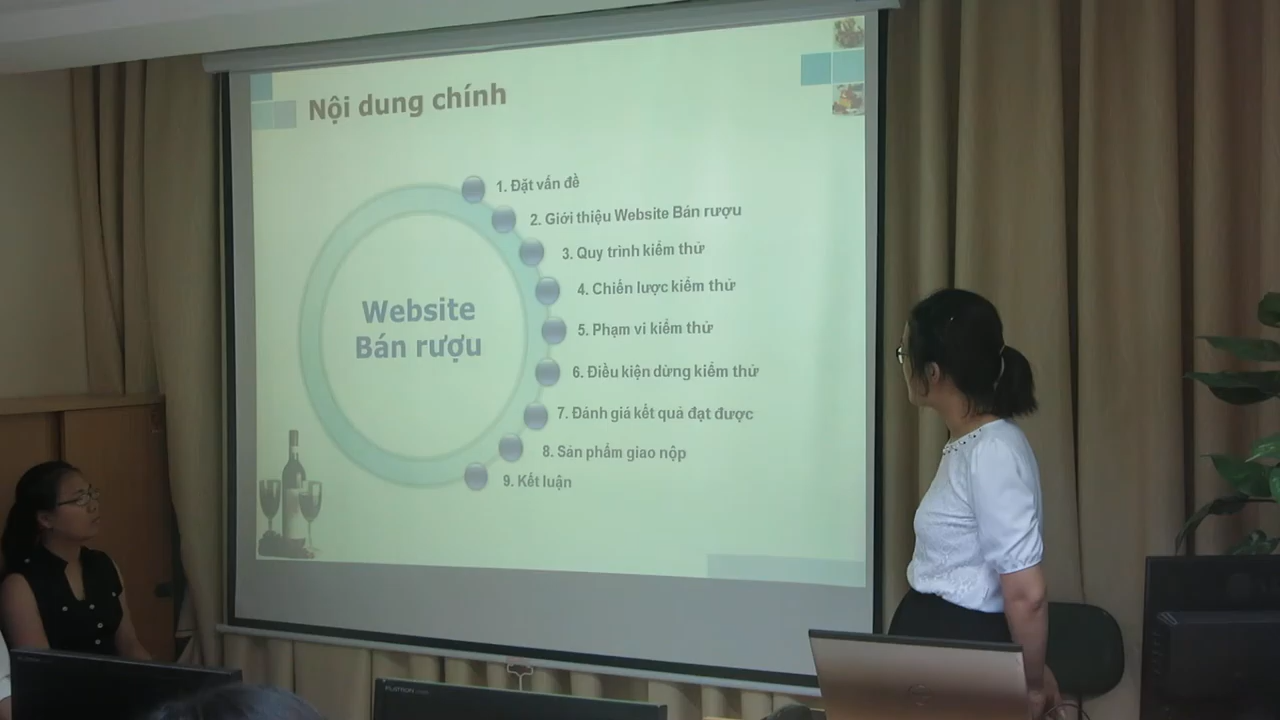 Nội dung chính
1. Đặt vấn đề
2. Giới thiệu Website Bán rượu
3. Quy trình kiểm thử
4. Chiến lược kiểm thử
5. Phạm vi kiểm thử
6. Điều kiện dừng kiểm thử
7. Đánh giá kết quả đạt được
8. Sản phẩm giao nộp
9. Kết luận
Website
Bán rượu
FLATRON